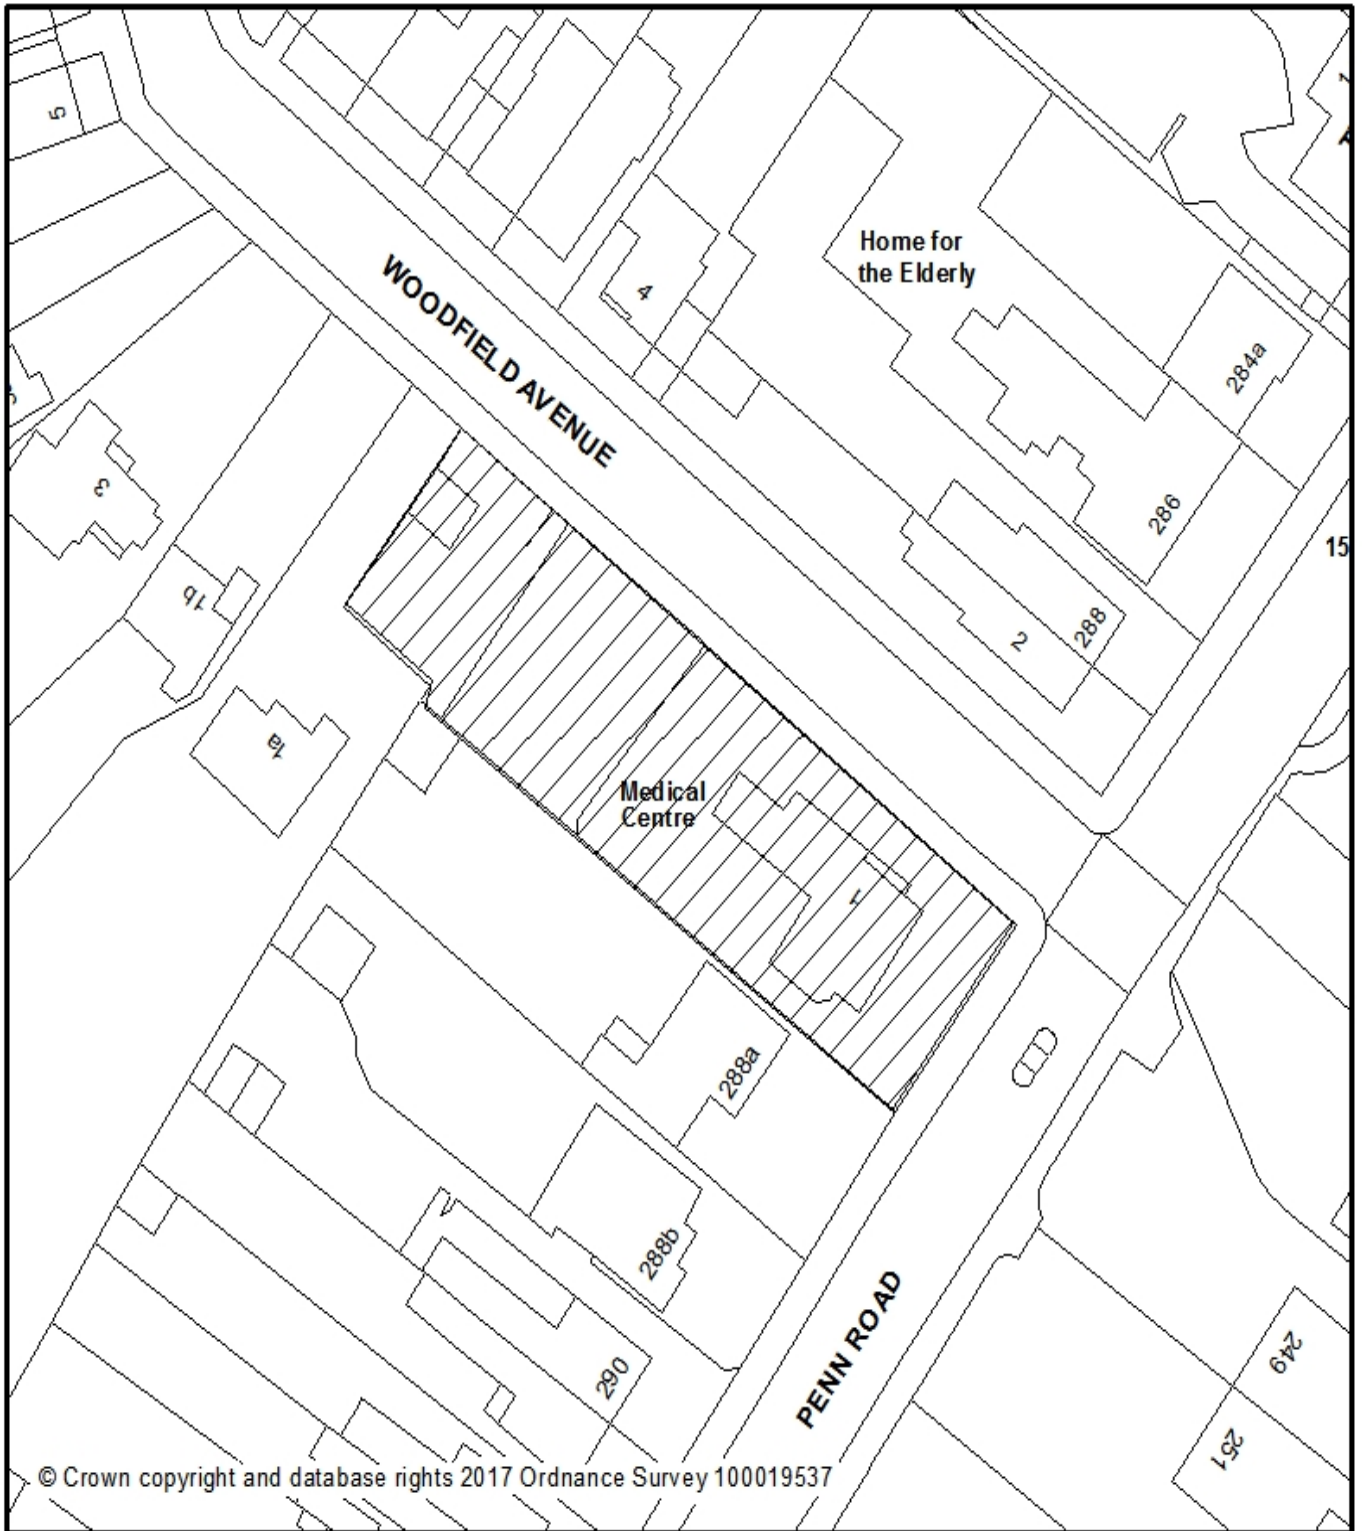 5
WOODFIELD AVENUE
4
Home for
the Elderly
284a
3
286
15
1b
2
288
1a
Medical
Centre
1
288a
288b
PENN ROAD
249
290
251
© Crown copyright and database rights 2017 Ordnance Survey 100019537